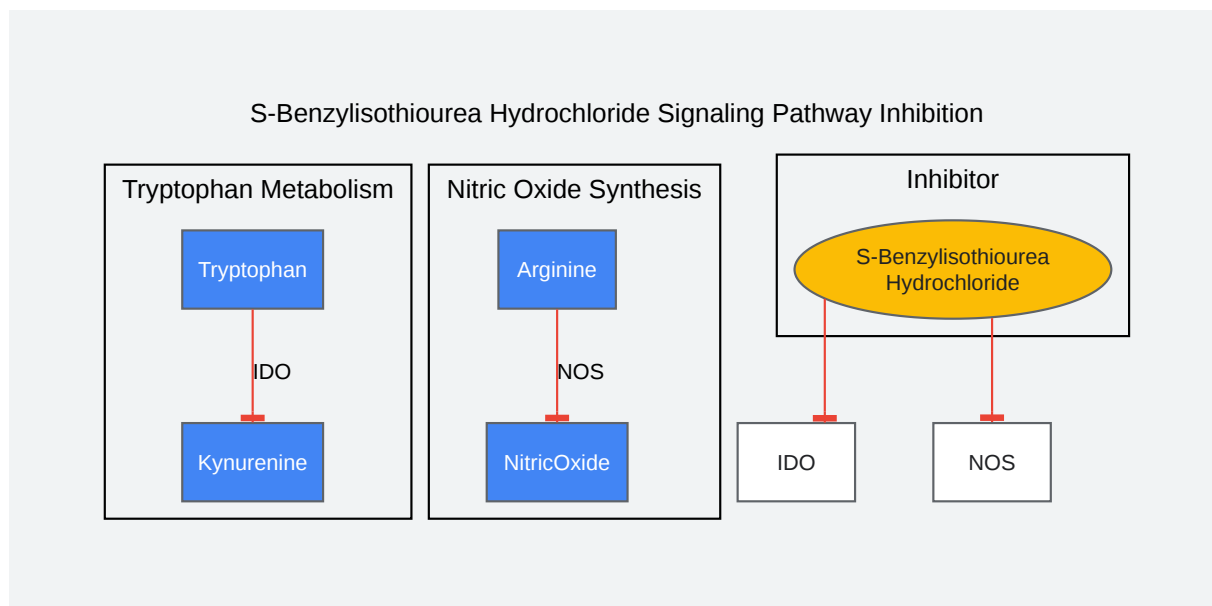 S-Benzylisothiourea Hydrochloride Signaling Pathway Inhibition
Tryptophan Metabolism
Tryptophan
IDO
Kynurenine
Nitric Oxide Synthesis
Arginine
NOS
NitricOxide
Inhibitor
S-Benzylisothiourea
Hydrochloride
IDO
NOS